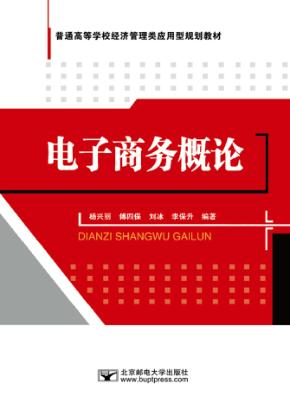 普通高等学校经济管理类应用型规划教材
电子商务概论
杨兴丽 傅四保 刘冰 李保升 编著
DIANZI SHANGWU GAILUN
北京邮电大学出版社
www.buptpress.com